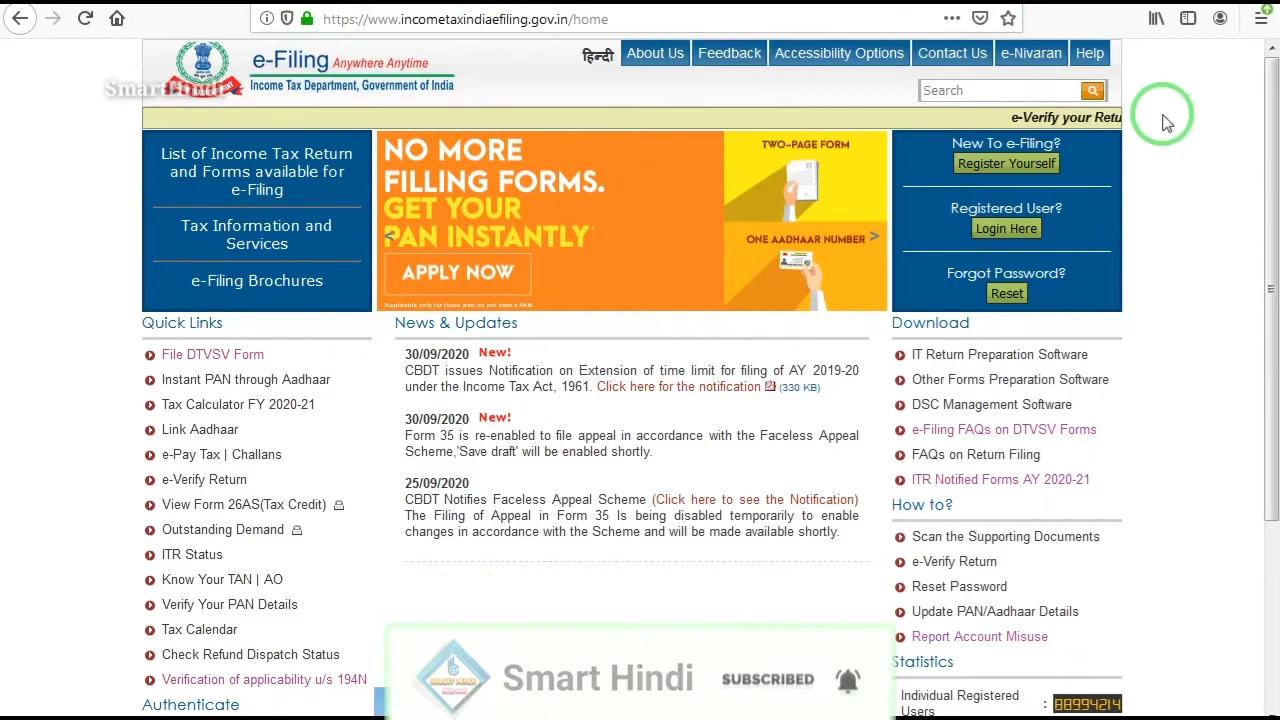 https://www.incometaxindiaefiling.gov.in/home
e-Filing Anywhere Anytime
Income Tax Department, Government of India
हिन्दी
About Us
Feedback
Accessibility Options
Contact Us
e-Nivaran
Help
Smart Hindi
Search
e-Verify your Retu
List of Income Tax Return
and Forms available for
e-Filing
Tax Information and
Services
e-Filing Brochures
NO MORE
FILLING FORMS.
GET YOUR
PAN INSTANTLY*
APPLY NOW
*Applicable only for those who do not have a PAN.
TWO-PAGE FORM
ONE AADHAAR NUMBER
New To e-Filing?
Register Yourself
Registered User?
Login Here
Forgot Password?
Reset
Quick Links
File DTVSV Form
Instant PAN through Aadhaar
Tax Calculator FY 2020-21
Link Aadhaar
e-Pay Tax | Challans
e-Verify Return
View Form 26AS(Tax Credit)
Outstanding Demand
ITR Status
Know Your TAN | AO
Verify Your PAN Details
Tax Calendar
Check Refund Dispatch Status
Verification of applicability u/s 194N
Authenticate
News & Updates
30/09/2020 New!
CBDT issues Notification on Extension of time limit for filing of AY 2019-20
under the Income Tax Act, 1961. Click here for the notification (330 KB)
30/09/2020 New!
Form 35 is re-enabled to file appeal in accordance with the Faceless Appeal
Scheme,'Save draft' will be enabled shortly.
25/09/2020
CBDT Notifies Faceless Appeal Scheme (Click here to see the Notification)
The Filing of Appeal in Form 35 Is being disabled temporarily to enable
changes in accordance with the Scheme and will be made available shortly.
Download
IT Return Preparation Software
Other Forms Preparation Software
DSC Management Software
e-Filing FAQs on DTVSV Forms
FAQs on Return Filing
ITR Notified Forms AY 2020-21
How to?
Scan the Supporting Documents
e-Verify Return
Reset Password
Update PAN/Aadhaar Details
Report Account Misuse
Statistics
Individual Registered
Users
: 88994214
Smart Hindi
SUBSCRIBED